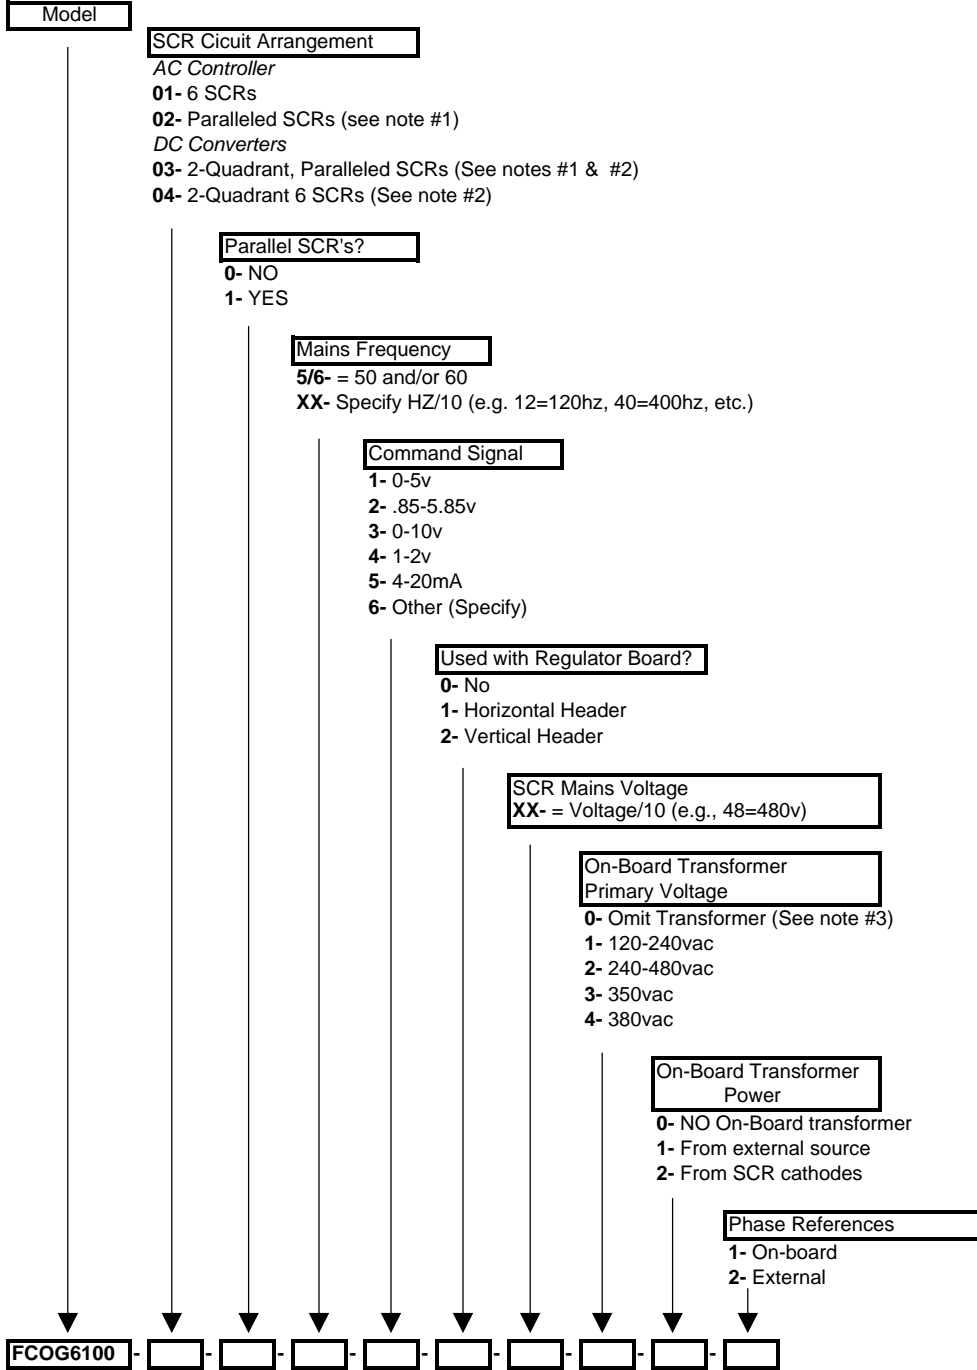 Model
SCR Cicuit Arrangement
AC Controller
01- 6 SCRs
02- Paralleled SCRs (see note #1)
DC Converters
03- 2-Quadrant, Paralleled SCRs (See notes #1 & #2)
04- 2-Quadrant 6 SCRs (See note #2)
Parallel SCR's?
0- NO
1- YES
Mains Frequency
5/6- = 50 and/or 60
XX- Specify HZ/10 (e.g. 12=120hz, 40=400hz, etc.)
Command Signal
1- 0-5v
2- .85-5.85v
3- 0-10v
4- 1-2v
5- 4-20mA
6- Other (Specify)
Used with Regulator Board?
0- No
1- Horizontal Header
2- Vertical Header
SCR Mains Voltage
XX- = Voltage/10 (e.g., 48=480v)
On-Board Transformer
Primary Voltage
0- Omit Transformer (See note #3)
1- 120-240vac
2- 240-480vac
3- 350vac
4- 380vac
On-Board Transformer
Power
0- NO On-Board transformer
1- From external source
2- From SCR cathodes
Phase References
1- On-board
2- External
FCOG6100 - - - - - - - - -